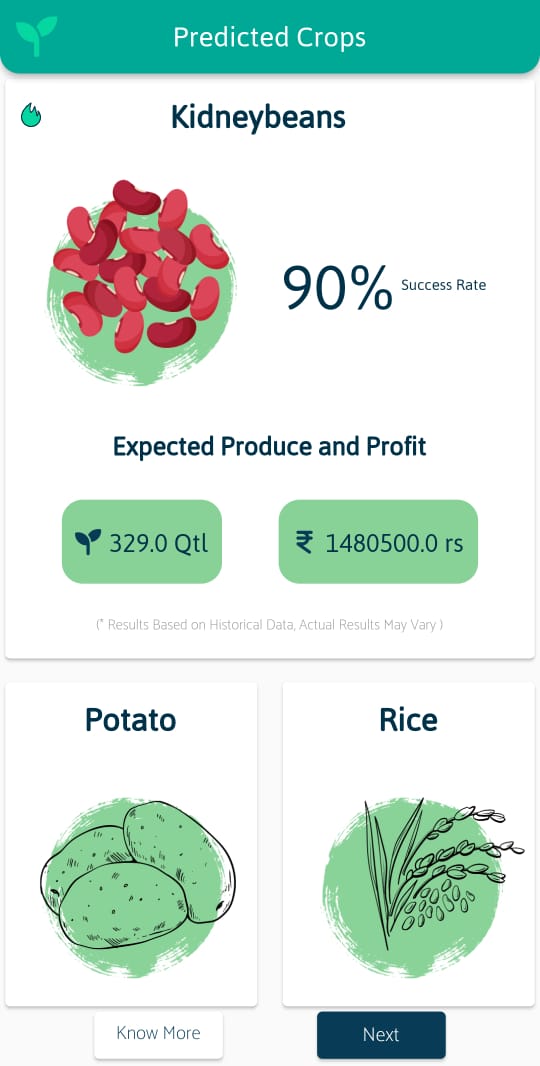 Predicted Crops
Kidneybeans
90% Success Rate
Expected Produce and Profit
329.0 Qtl
₹ 1480500.0 rs
(* Results Based on Historical Data, Actual Results May Vary )
Potato
Rice
Know More
Next